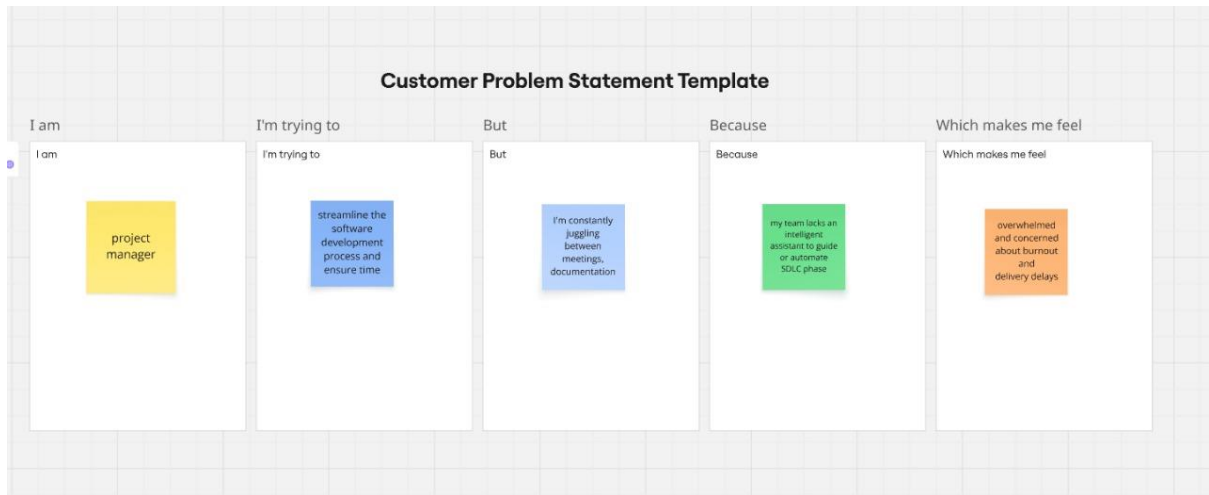 Customer Problem Statement Template
I am
I'm trying to
But
Because
Which makes me feel
I am
project
manager
I'm trying to
streamline the
software
development
process and
ensure time
But
I'm constantly
juggling
between
meetings,
documentation
Because
my team lacks an
intelligent
assistant to guide
or automate
SDLC phase
Which makes me feel
overwhelmed
and concerned
about burnout
and
delivery delays